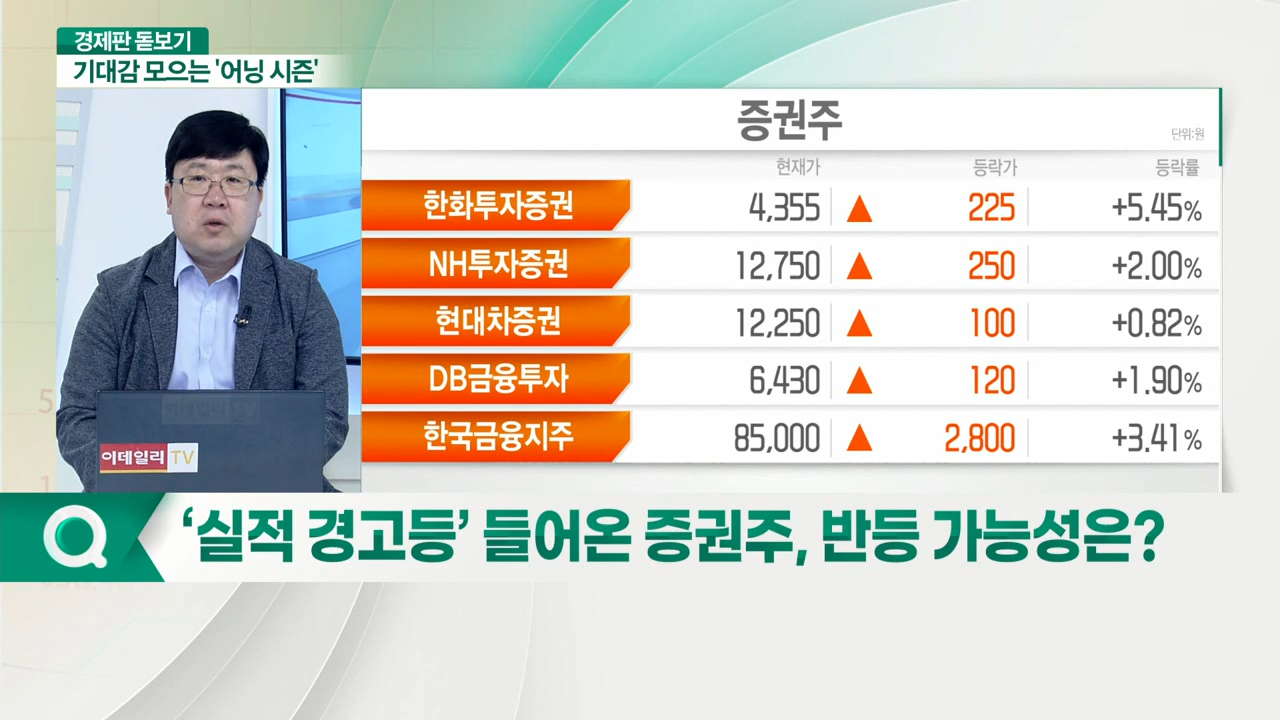 경제판 돋보기
기대감 모으는 '어닝 시즌'
증권주
단위:원
현재가 등락가 등락률
한화투자증권 4,355 ▲ 225 +5.45%
NH투자증권 12,750 ▲ 250 +2.00%
현대차증권 12,250 ▲ 100 +0.82%
DB금융투자 6,430 ▲ 120 +1.90%
한국금융지주 85,000 ▲ 2,800 +3.41%
이데일리 TV
'실적 경고등' 들어온 증권주, 반등 가능성은?